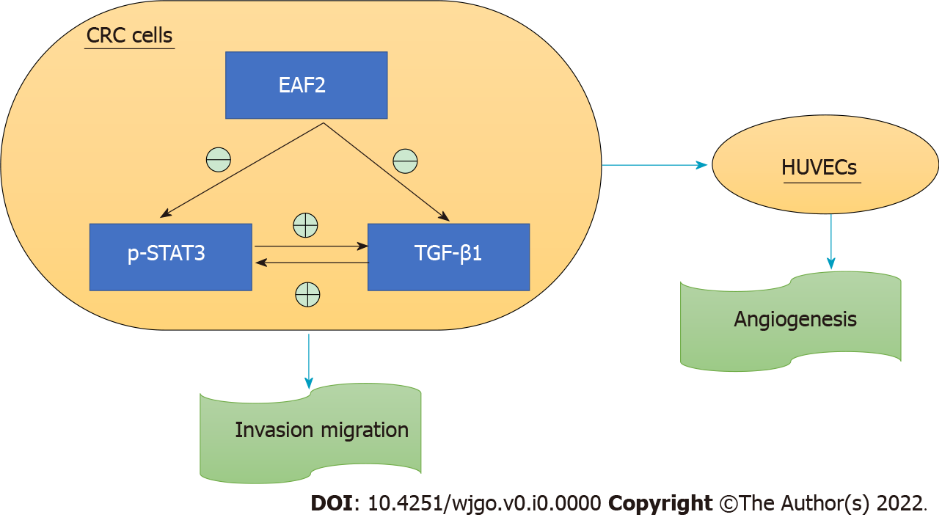 CRC cells
EAF2
HUVECs
p-STAT3
TGF-β1
Angiogenesis
Invasion migration
DOI: 10.4251/wjgo.v0.i0.0000 Copyright ©The Author(s) 2022.